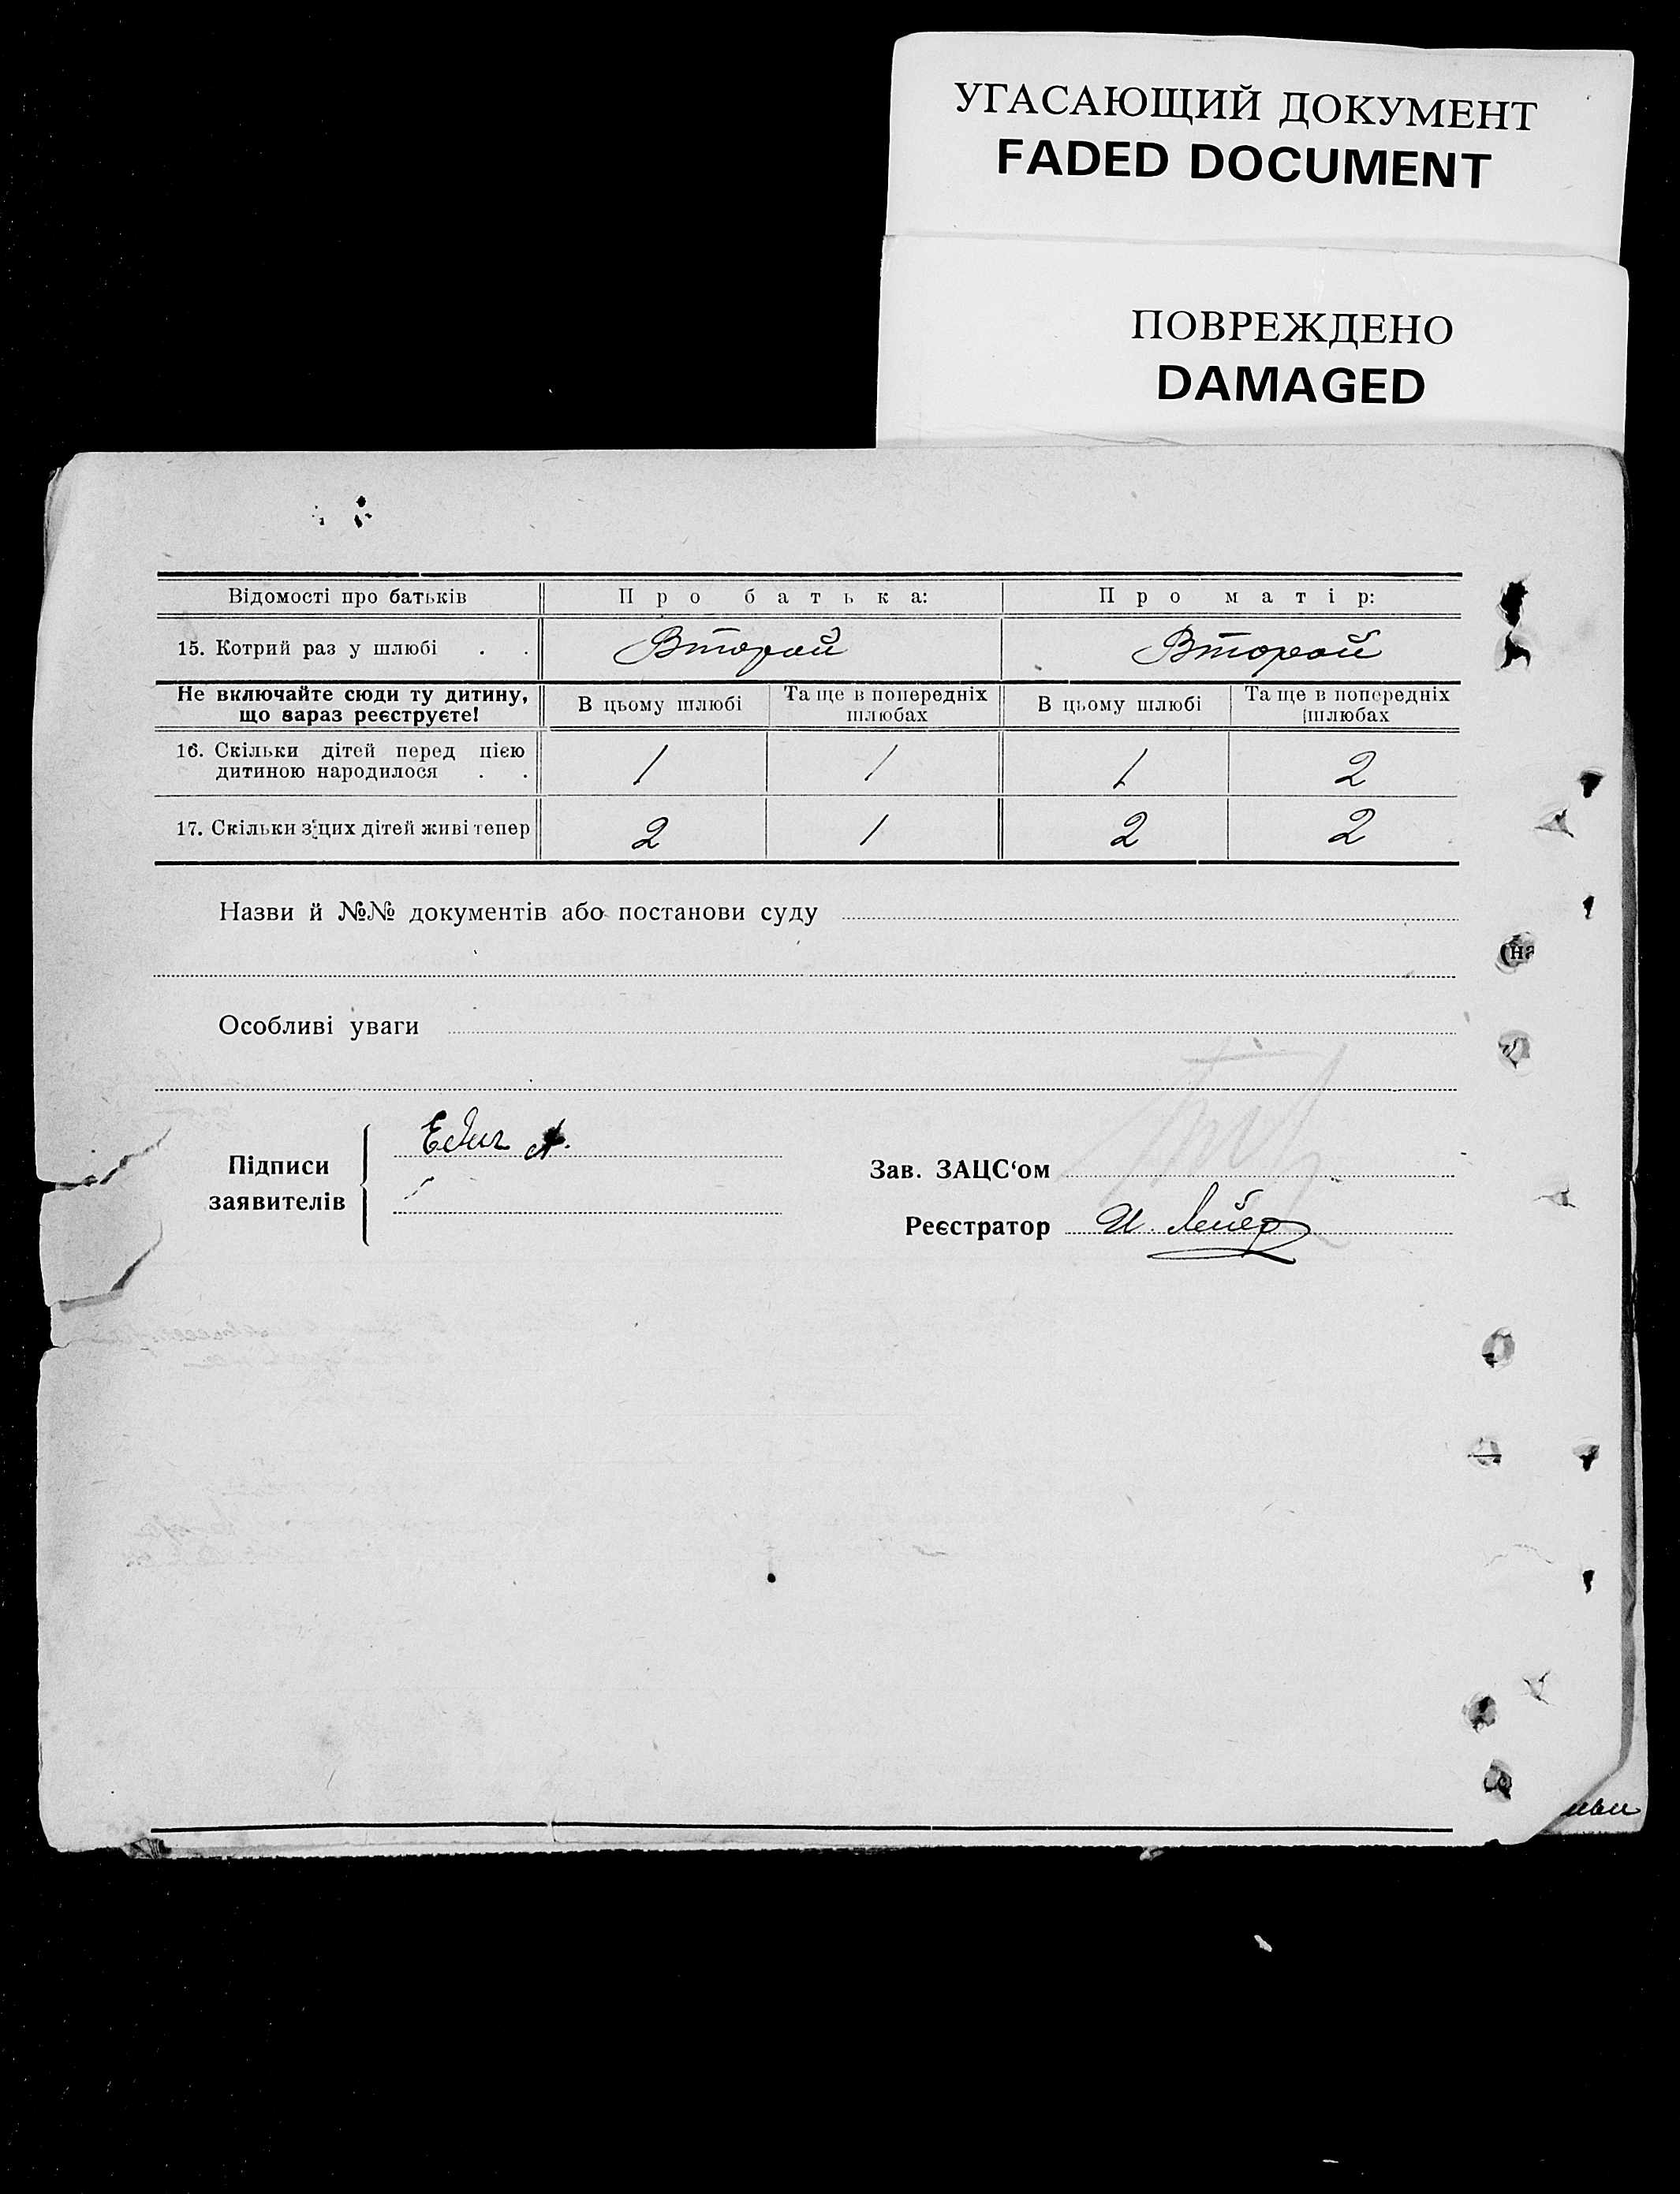 УГАСАЮЩИЙ ДОКУМЕНТ
FADED DOCUMENT
ПОВРЕЖДЕНО
DAMAGED
Відомості про батьків Про батька: Про матір:
15. Котрий раз у шлюбі . . Второй Второй
Не включайте сюди ту дитину, що зараз реєструєте! В цьому шлюбі Та ще в попередніх шлюбах В цьому шлюбі Та ще в попередніх шлюбах
16. Скільки дітей перед цією
дитиною народилося . . 1 1 1 2
17. Скільки з цих дітей живі тепер 2 1 2 2
Назви й №№ документів або постанови суду
(на
Особливі уваги
Підписи
заявителів
А.
Зав. ЗАЦС‘ом
Реєстратор И. Лейер